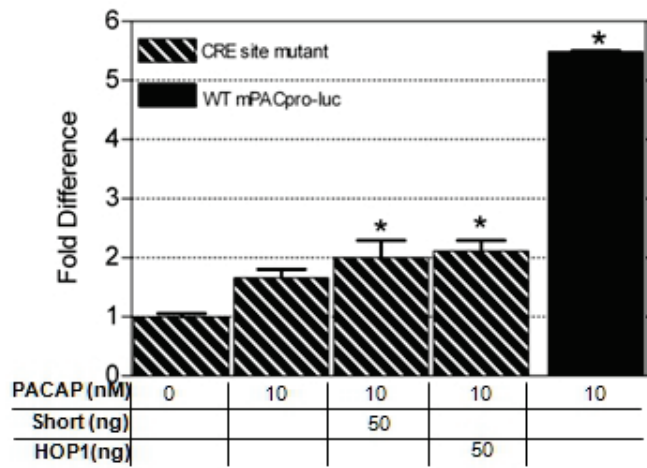 6
5
4
3
2
1
0
Fold Difference
CRE site mutant
WT mPACpro-luc
*
*
*
PACAP (nM) 0 10 10 10 10
Short (ng) 50
HOP1(ng) 50